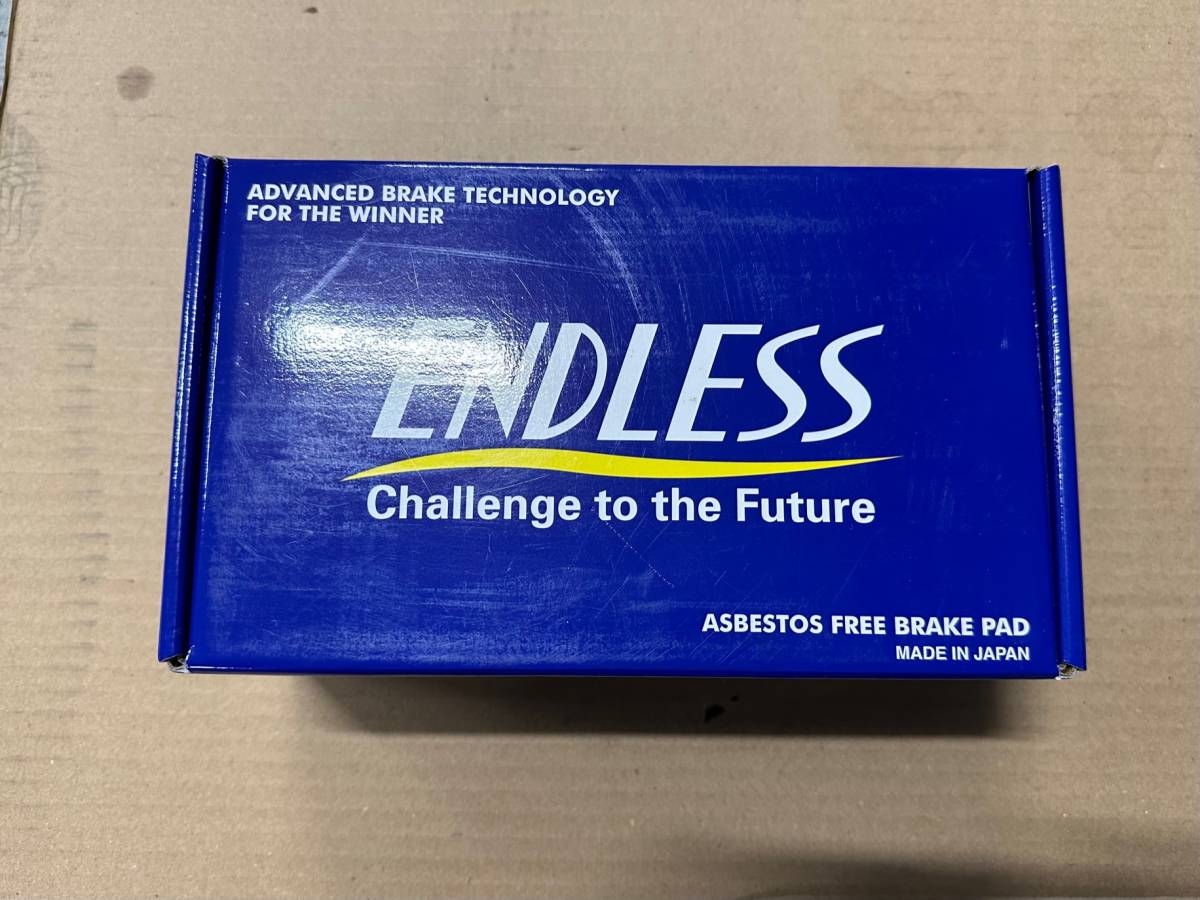 ADVANCED BRAKE TECHNOLOGY
FOR THE WINNER
ENDLESS
Challenge to the Future
ASBESTOS FREE BRAKE PAD
MADE IN JAPAN